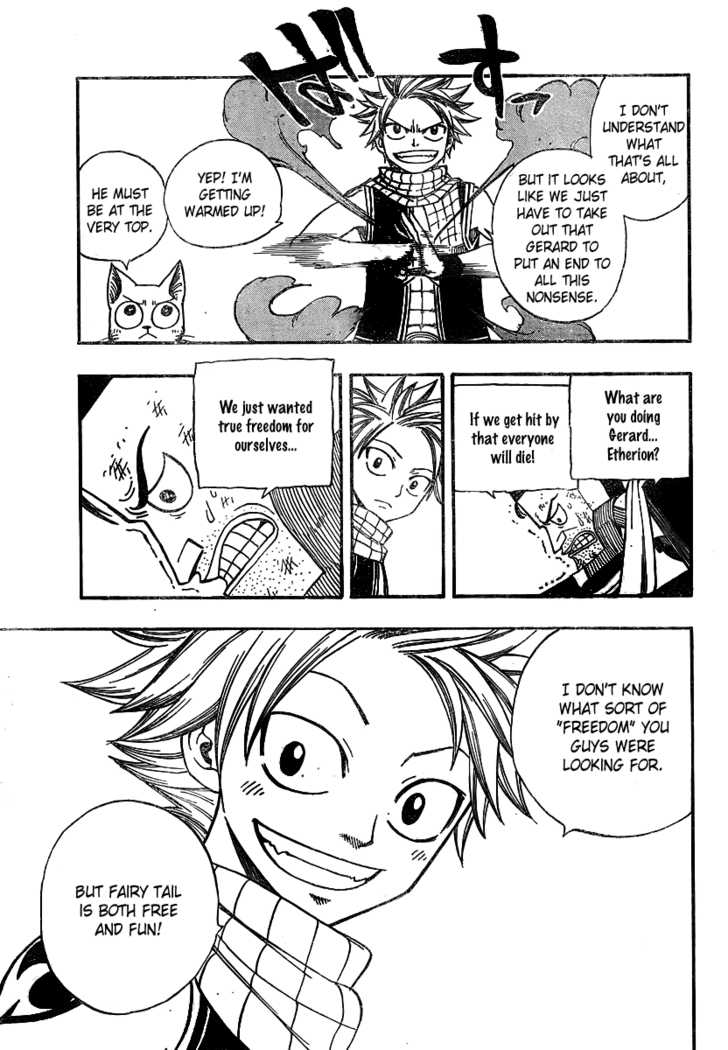 I DON'T
UNDERSTAND
WHAT
THAT'S ALL
ABOUT,
BUT IT LOOKS
LIKE WE JUST
HAVE TO TAKE
OUT THAT
GERARD TO
PUT AN END TO
ALL THIS
NONSENSE.
すっ
YEP! I'M
GETTING
WARMED UP!
HE MUST
BE AT THE
VERY TOP.
What are
you doing
Gerard...
Etherion?
If we get hit by
that everyone
will die!
We just wanted
true freedom for
ourselves...
I DON'T KNOW
WHAT SORT OF
"FREEDOM" YOU
GUYS WERE
LOOKING FOR.
BUT FAIRY TAIL
IS BOTH FREE
AND FUN!